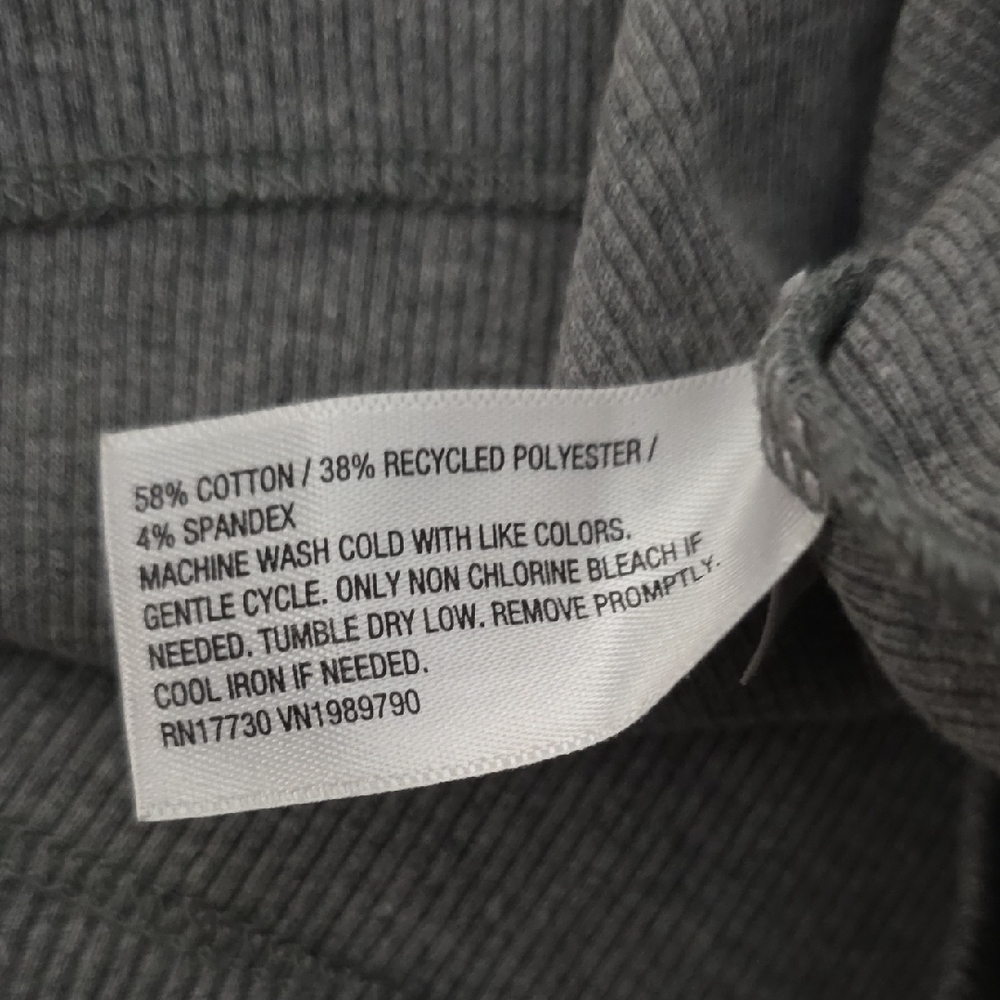 58% COTTON / 38% RECYCLED POLYESTER /
4% SPANDEX
MACHINE WASH COLD WITH LIKE COLORS.
GENTLE CYCLE. ONLY NON CHLORINE BLEACH IF
NEEDED. TUMBLE DRY LOW. REMOVE PROMPTLY.
COOL IRON IF NEEDED.
RN17730 VN1989790